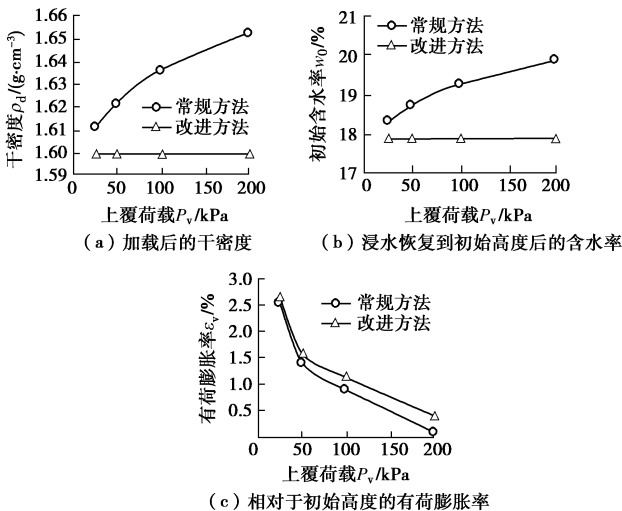 1.66
1.65
1.63
1.62
1.61
1.60
1.59
干密度ρd/(g·cm−3)
常规方法
改进方法
0 50 100 150 200
上覆荷载Pv/kPa
(a)加载后的干密度
21
20
19
18
17
初始含水率w0/%
常规方法
改进方法
0 50 100 150 200
上覆荷载Pv/kPa
(b)浸水恢复到初始高度后的含水率
3.0
2.5
2.0
1.5
1.0
0.5
有荷膨胀率εv/%
常规方法
改进方法
0 50 100 150 200
上覆荷载Pv/kPa
(c)相对于初始高度的有荷膨胀率